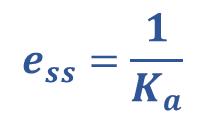 e_ss = 1/K_a